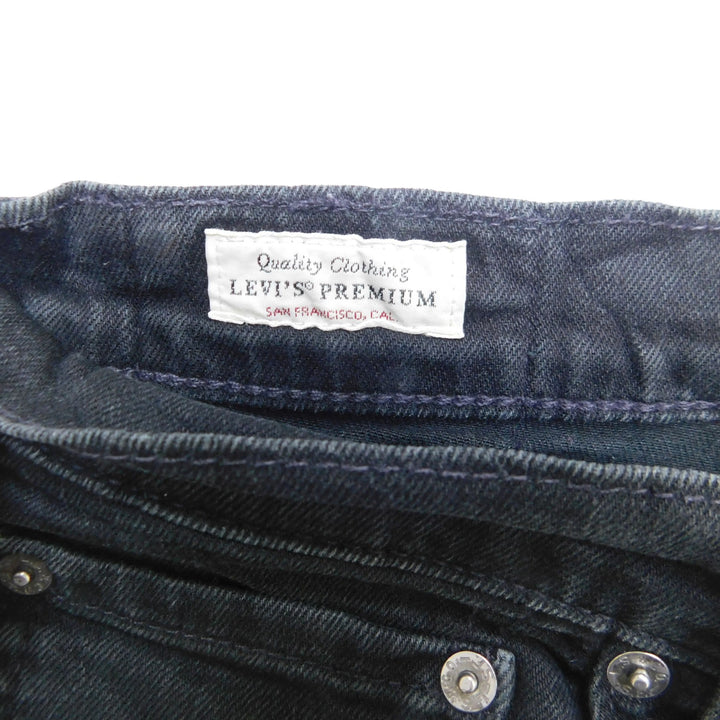 Quality Clothing
LEVI'S® PREMIUM
SAN FRANCISCO, CAL.